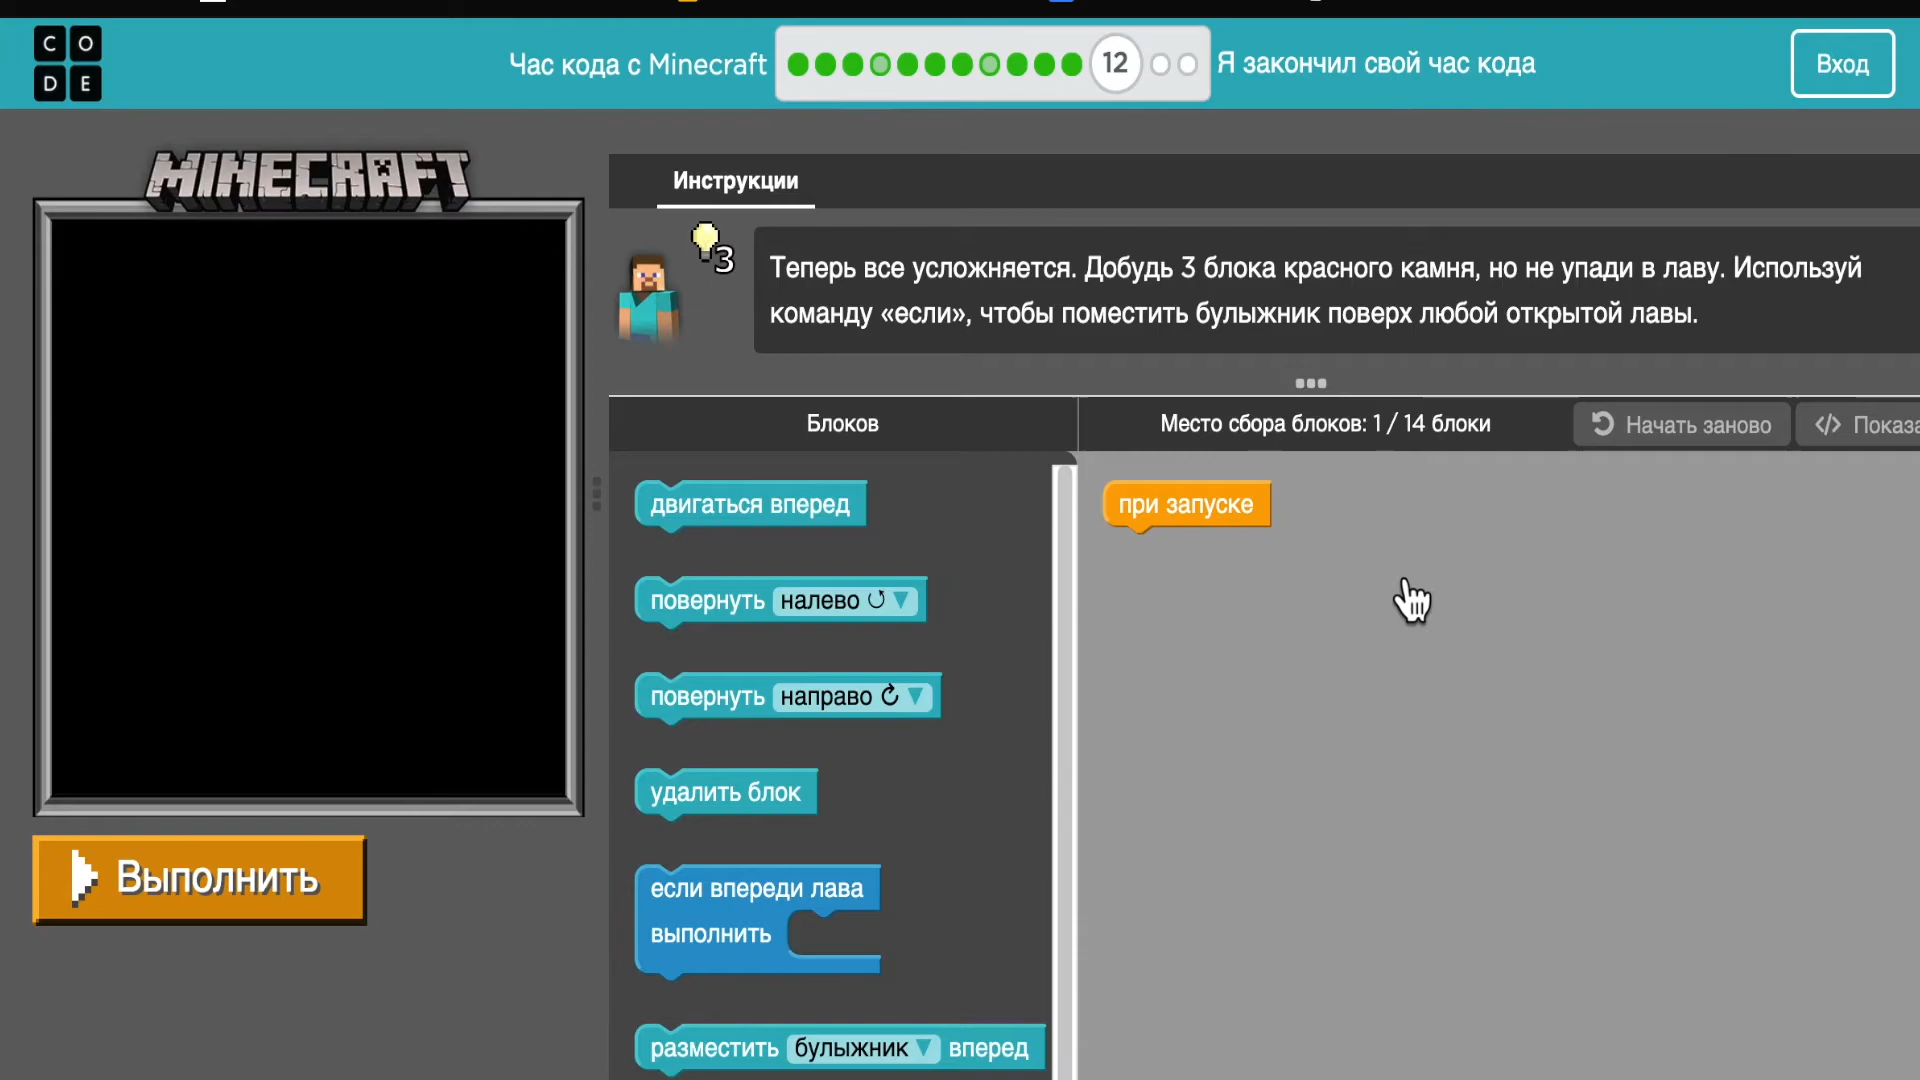 C O
D E
Час кода с Minecraft
12
Я закончил свой час кода
Вход
MINECRAFT
Инструкции
3
Теперь все усложняется. Добудь 3 блока красного камня, но не упади в лаву. Используй
команду «если», чтобы поместить булыжник поверх любой открытой лавы.
Блоков
Место сбора блоков: 1 / 14 блоки
Начать заново
</> Показа
двигаться вперед
при запуске
повернуть налево
повернуть направо
удалить блок
если впереди лава
выполнить
разместить булыжник вперед
Выполнить